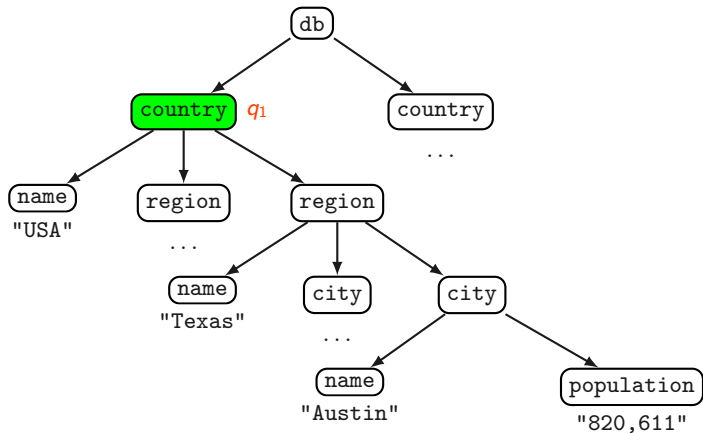 db
country q1 country
...
name region region
"USA" ...
name city city
"Texas" ...
name population
"Austin" "820,611"